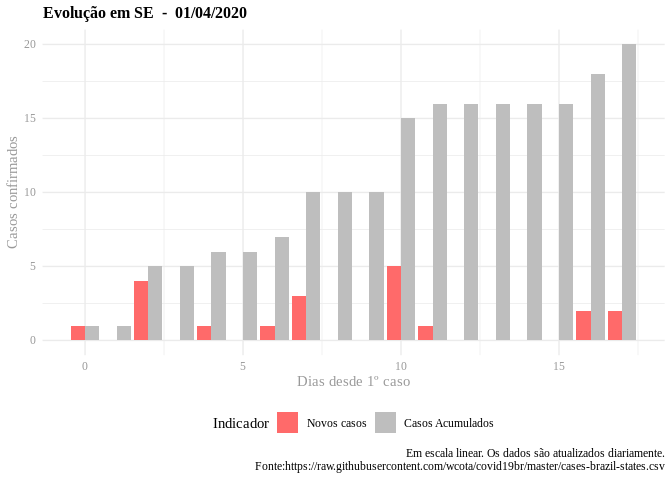 Evolução em SE - 01/04/2020
Casos confirmados
20
15
10
5
0
0 5 10 15
Dias desde 1º caso
Indicador Novos casos Casos Acumulados
Em escala linear. Os dados são atualizados diariamente.
Fonte:https://raw.githubusercontent.com/wcota/covid19br/master/cases-brazil-states.csv